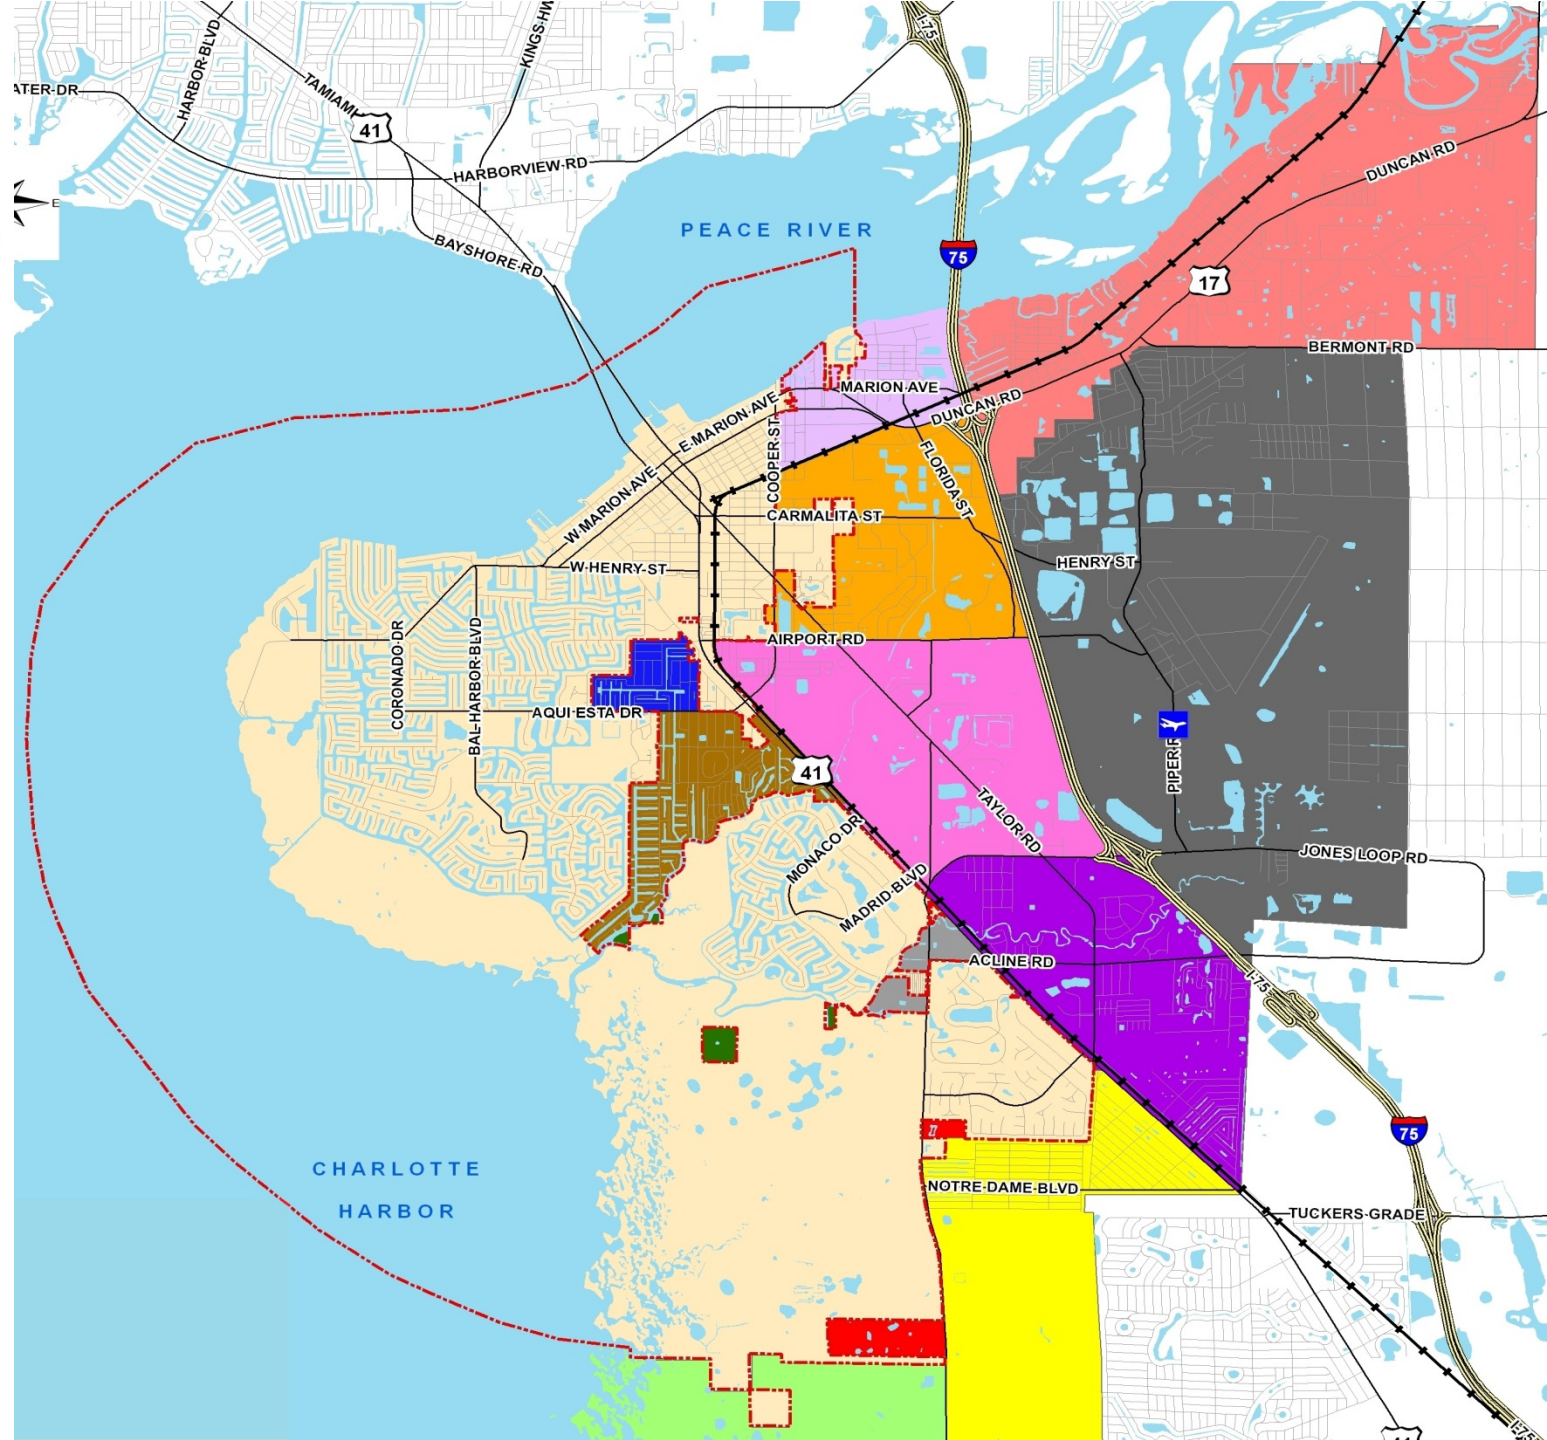 I-75
KINGS-HW
HARBOR-BLVD
TAMIAMI
ATER-DR
41
HARBORVIEW-RD
DUNCAN-RD
E
PEACE RIVER
BAYSHORE-RD
75
17
BERMONT-RD
MARION-AVE
DUNCAN-RD
E-MARION-AVE
COOPER-ST
FLORIDA-ST
W-MARION-AVE
CARMALITA-ST
W-HENRY-ST
HENRY-ST
CORONADO-DR
BAL-HARBOR-BLVD
AIRPORT-RD
AQUI-ESTA-DR
41
PIPER-R
TAYLOR-RD
MONACO-DR
JONES-LOOP-RD
MADRID-BLVD
ACLINE-RD
I-75
75
CHARLOTTE
HARBOR
NOTRE-DAME-BLVD
TUCKERS-GRADE
I-75